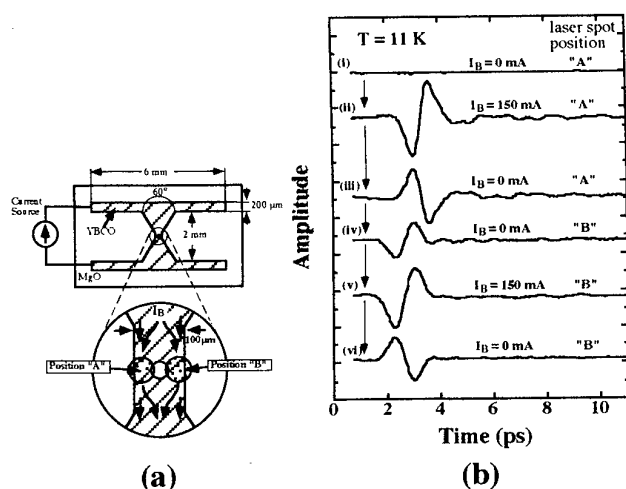 6 mm
60°
200 µm
Current
Source
YBCO
2 mm
MgO
I_B
100µm
Position "A"
Position "B"
(a)
T = 11 K
laser spot
position
(i) I_B = 0 mA "A"
(ii) I_B = 150 mA "A"
(iii) I_B = 0 mA "A"
(iv) I_B = 0 mA "B"
(v) I_B = 150 mA "B"
(vi) I_B = 0 mA "B"
Amplitude
0 2 4 6 8 10
Time (ps)
(b)